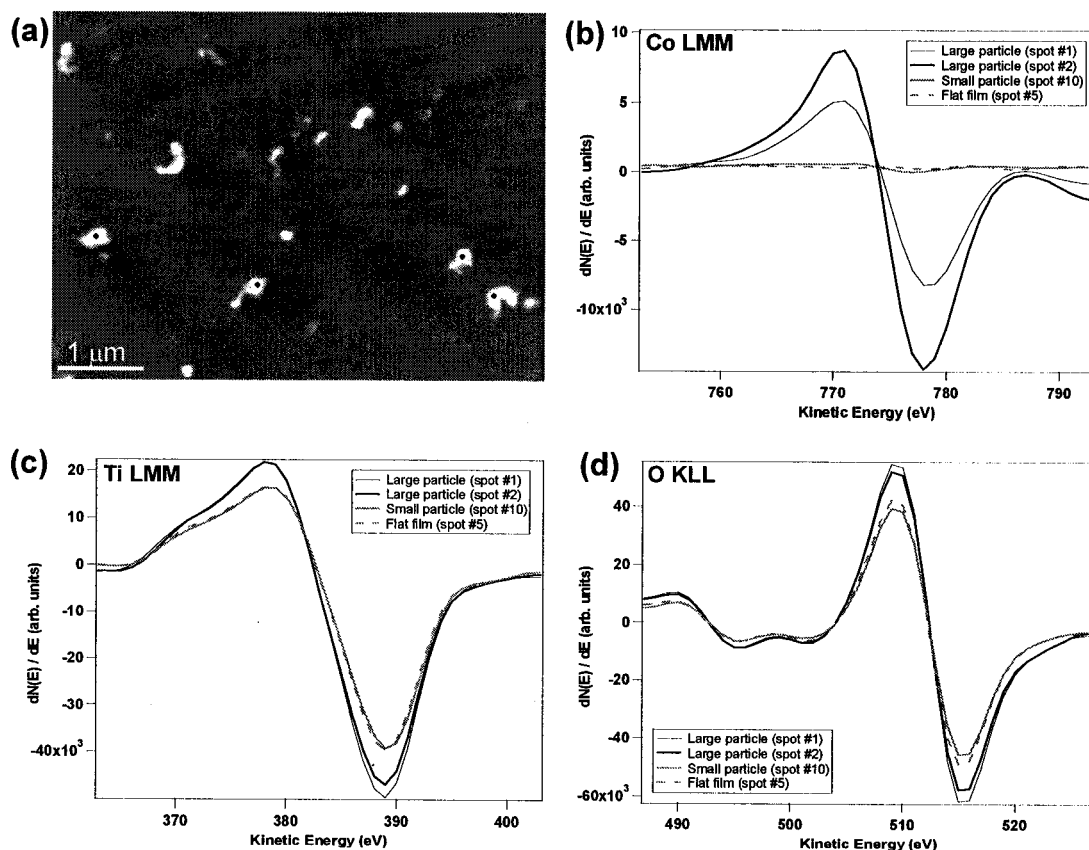 (a)
1 μm
(b)
Co LMM
Large particle (spot #1)
Large particle (spot #2)
Small particle (spot #10)
Flat film (spot #5)
10
5
0
-5
-10x10³
dN(E) / dE (arb. units)
760
770
780
790
Kinetic Energy (eV)
(c)
Ti LMM
Large particle (spot #1)
Large particle (spot #2)
Small particle (spot #10)
Flat film (spot #5)
20
10
0
-10
-20
-30
-40x10³
dN(E) / dE (arb. units)
370
380
390
400
Kinetic Energy (eV)
(d)
O KLL
40
20
0
-20
-40
-60x10³
dN(E) / dE (arb. units)
Large particle (spot #1)
Large particle (spot #2)
Small particle (spot #10)
Flat film (spot #5)
490
500
510
520
Kinetic Energy (eV)